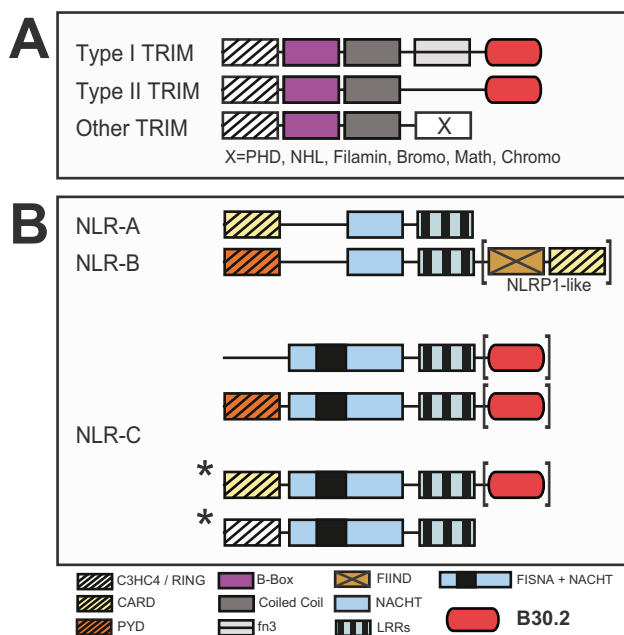 A
Type I TRIM
Type II TRIM
Other TRIM
X
X=PHD, NHL, Filamin, Bromo, Math, Chromo
B
NLR-A
NLR-B
NLRP1-like
NLR-C
*
*
C3HC4 / RING
B-Box
FIIND
FISNA + NACHT
CARD
Coiled Coil
NACHT
PYD
fn3
LRRs
B30.2